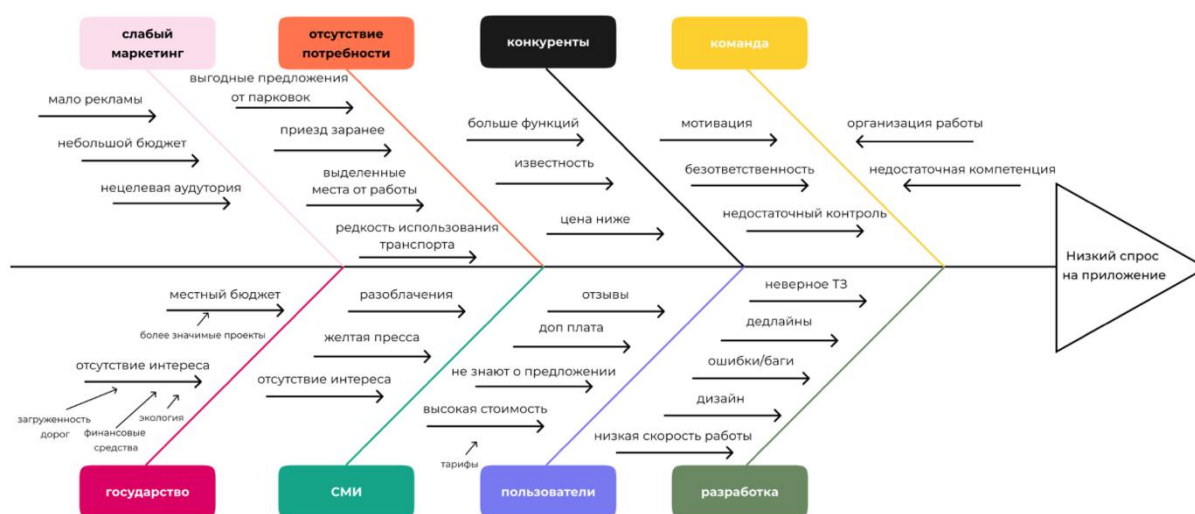 слабый
маркетинг
отсутствие
потребности
конкуренты
команда
мало рекламы
небольшой бюджет
нецелевая аудутория
выгодные предложения
от парковок
приезд заранее
выделенные
места от работы
редкость использования
транспорта
больше функций
известность
цена ниже
мотивация
безответственность
недостаточный контроль
организация работы
недостаточная компетенция
Низкий спрос
на приложение
местный бюджет
более значимые проекты
отсутствие интереса
загруженность
дорог
финансовые
средства
экология
разоблачения
желтая пресса
отсутствие интереса
отзывы
доп плата
не знают о предложении
высокая стоимость
тарифы
неверное ТЗ
дедлайны
ошибки/баги
дизайн
низкая скорость работы
государство
СМИ
пользователи
разработка